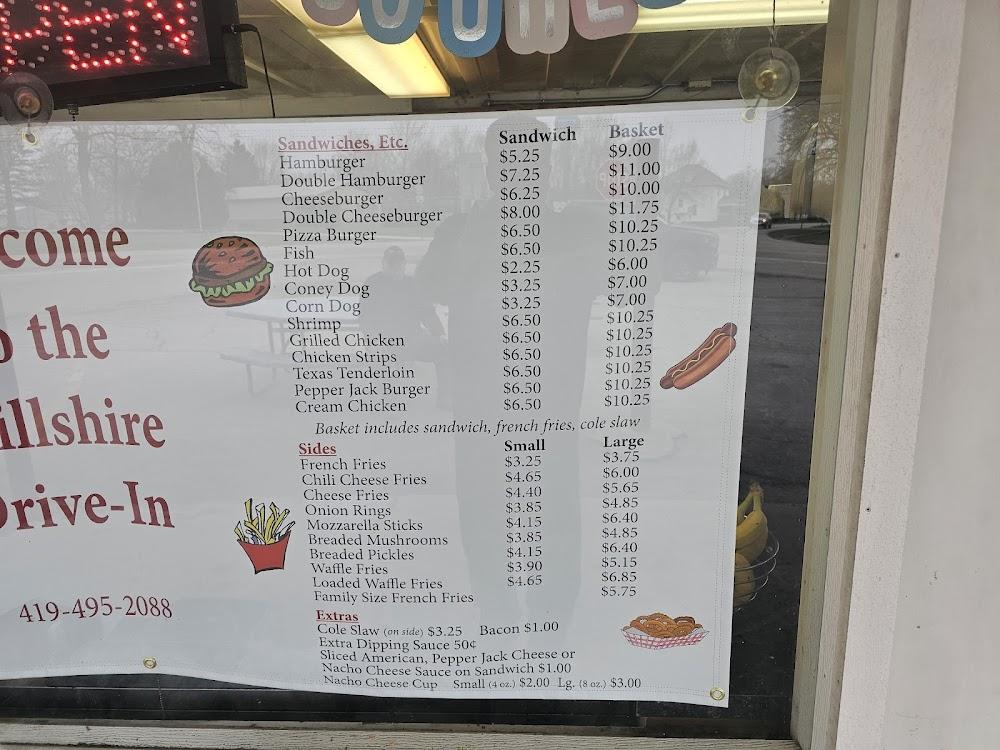 OPEN
come
o the
illshire
Drive-In
419-495-2088
Sandwiches, Etc. Sandwich Basket
Hamburger $5.25 $9.00
Double Hamburger $7.25 $11.00
Cheeseburger $6.25 $10.00
Double Cheeseburger $8.00 $11.75
Pizza Burger $6.50 $10.25
Fish $6.50 $10.25
Hot Dog $2.25 $6.00
Coney Dog $3.25 $7.00
Corn Dog $3.25 $7.00
Shrimp $6.50 $10.25
Grilled Chicken $6.50 $10.25
Chicken Strips $6.50 $10.25
Texas Tenderloin $6.50 $10.25
Pepper Jack Burger $6.50 $10.25
Cream Chicken $6.50 $10.25
Basket includes sandwich, french fries, cole slaw
Sides Small Large
French Fries $3.25 $3.75
Chili Cheese Fries $4.65 $6.00
Cheese Fries $4.40 $5.65
Onion Rings $3.85 $4.85
Mozzarella Sticks $4.15 $6.40
Breaded Mushrooms $3.85 $4.85
Breaded Pickles $4.15 $6.40
Waffle Fries $3.90 $5.15
Loaded Waffle Fries $4.65 $6.85
Family Size French Fries $5.75
Extras
Cole Slaw (on side) $3.25 Bacon $1.00
Extra Dipping Sauce 50¢
Sliced American, Pepper Jack Cheese or
Nacho Cheese Sauce on Sandwich $1.00
Nacho Cheese Cup Small (4 oz.) $2.00 Lg. (8 oz.) $3.00